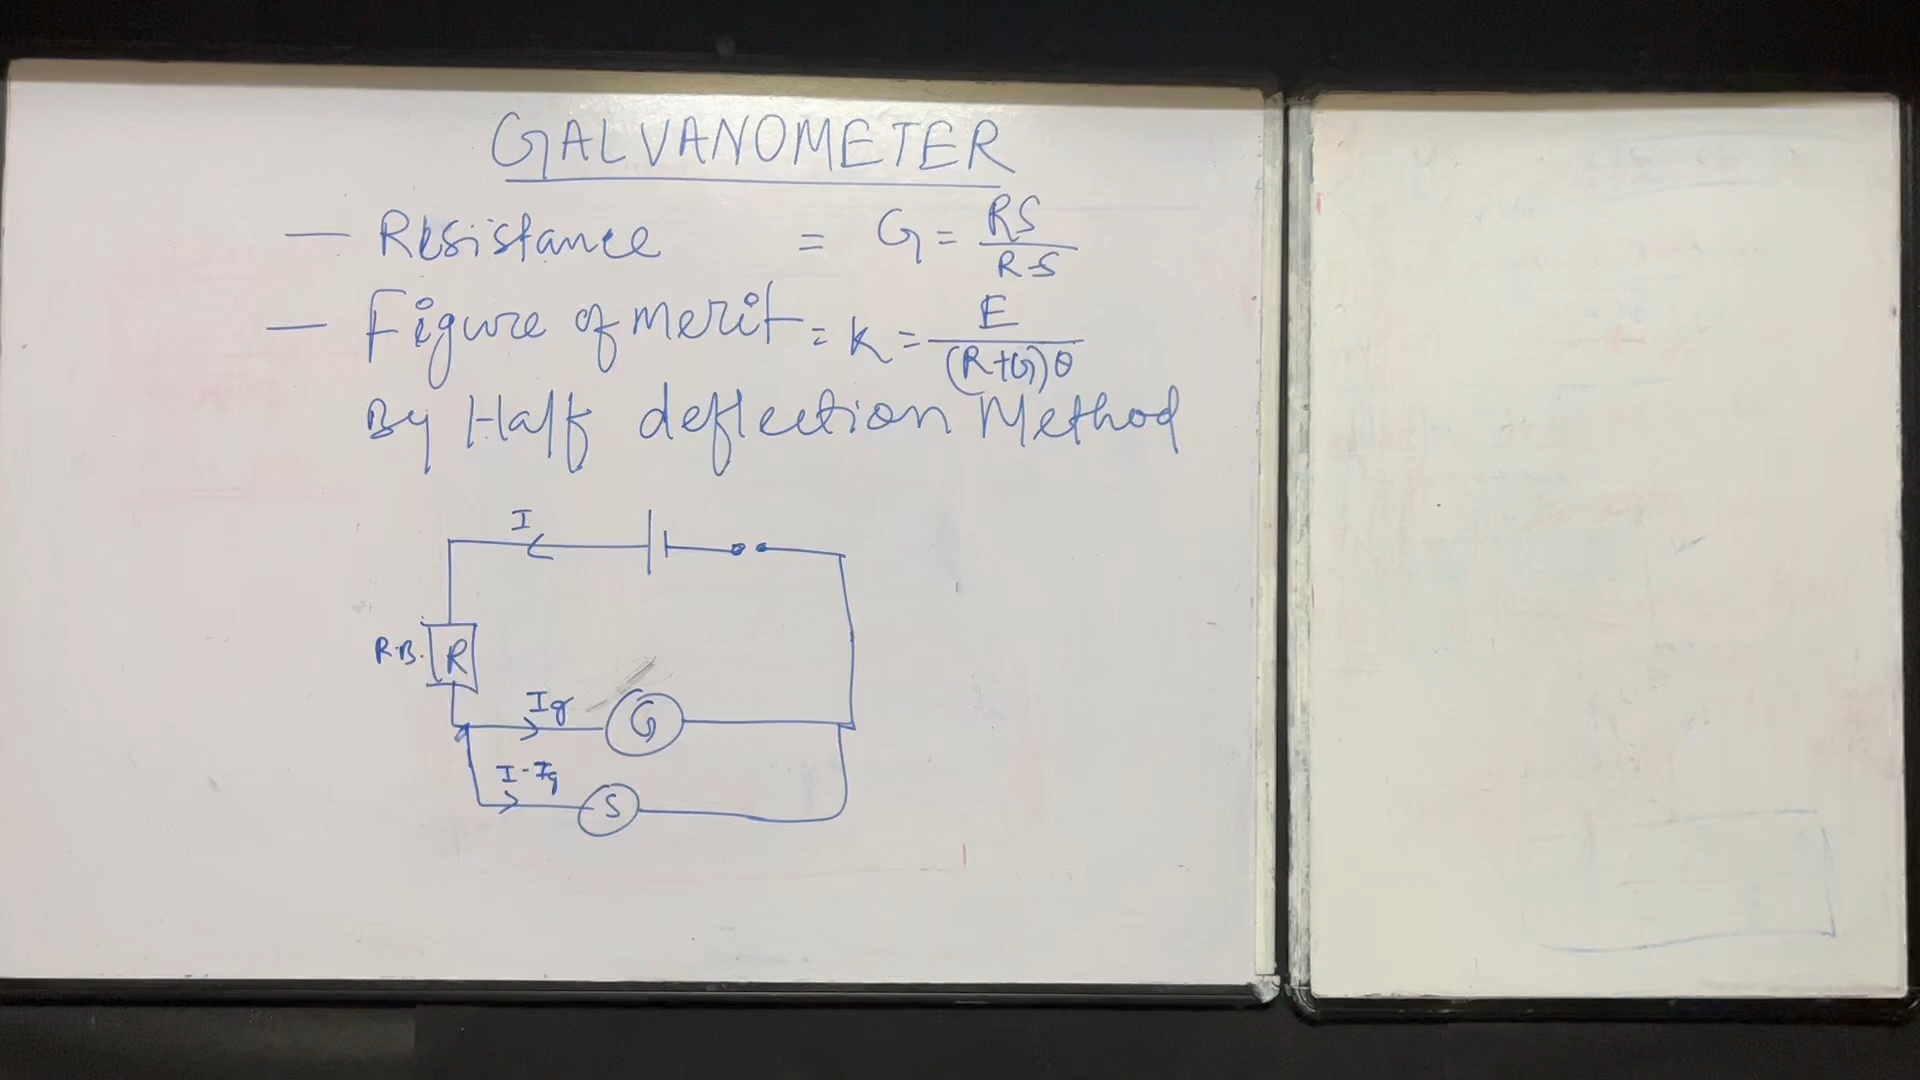 GALVANOMETER
— Resistance = G = RS / R-S
— Figure of merit = K = E / (R+G)θ
By Half deflection Method
I
R.B. R
Ig
G
I-Ig
S